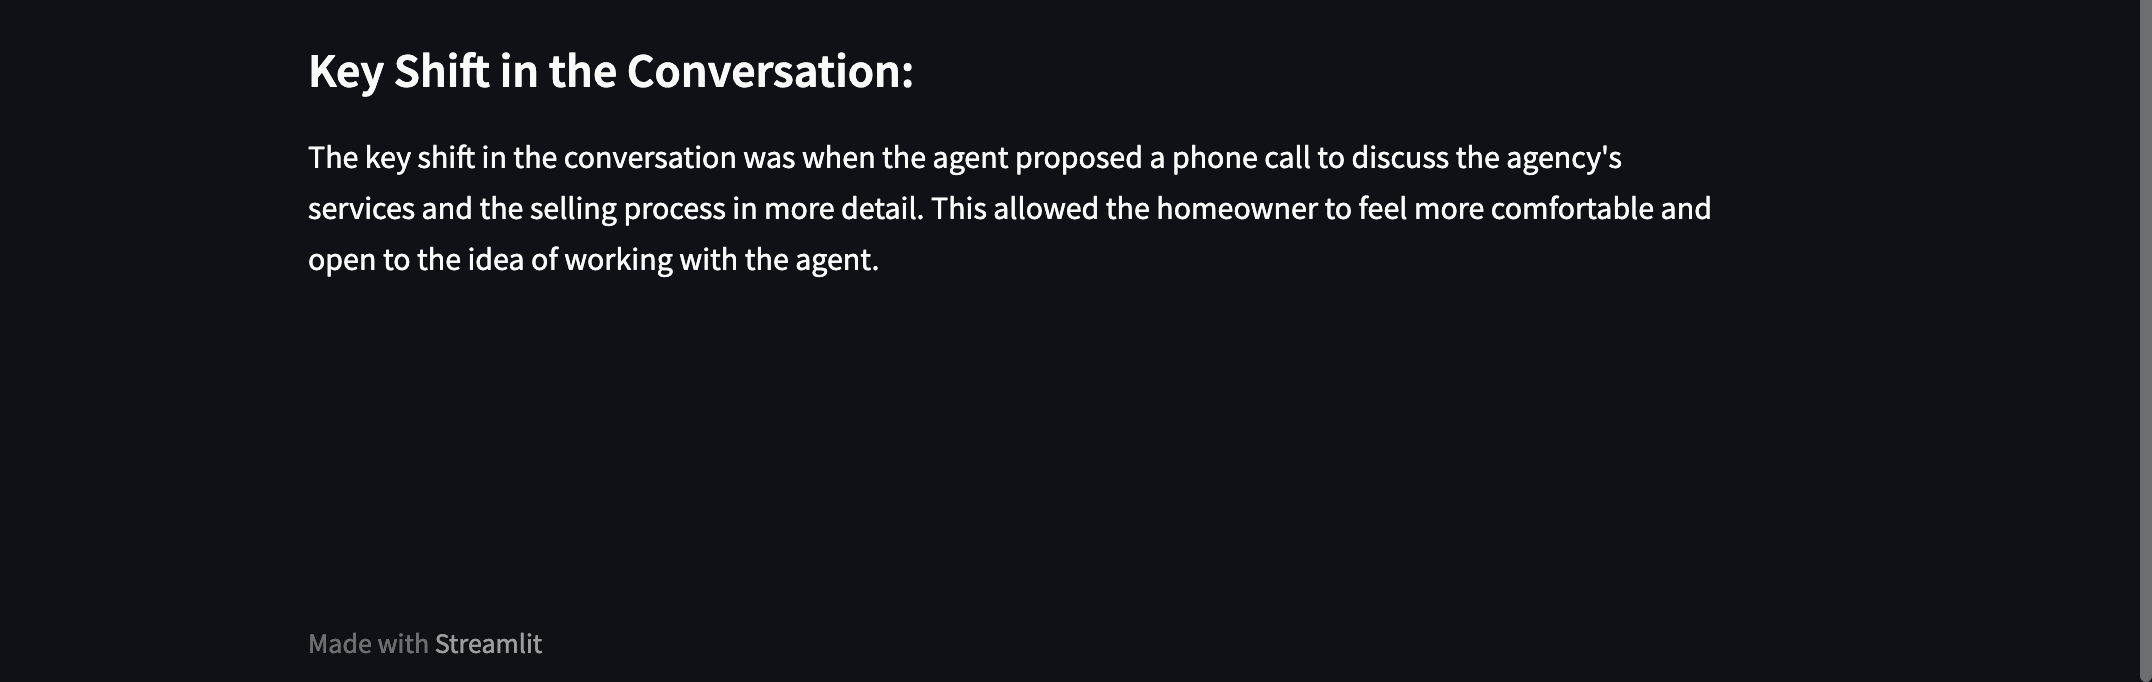 Key Shift in the Conversation:
The key shift in the conversation was when the agent proposed a phone call to discuss the agency's
services and the selling process in more detail. This allowed the homeowner to feel more comfortable and
open to the idea of working with the agent.
Made with Streamlit